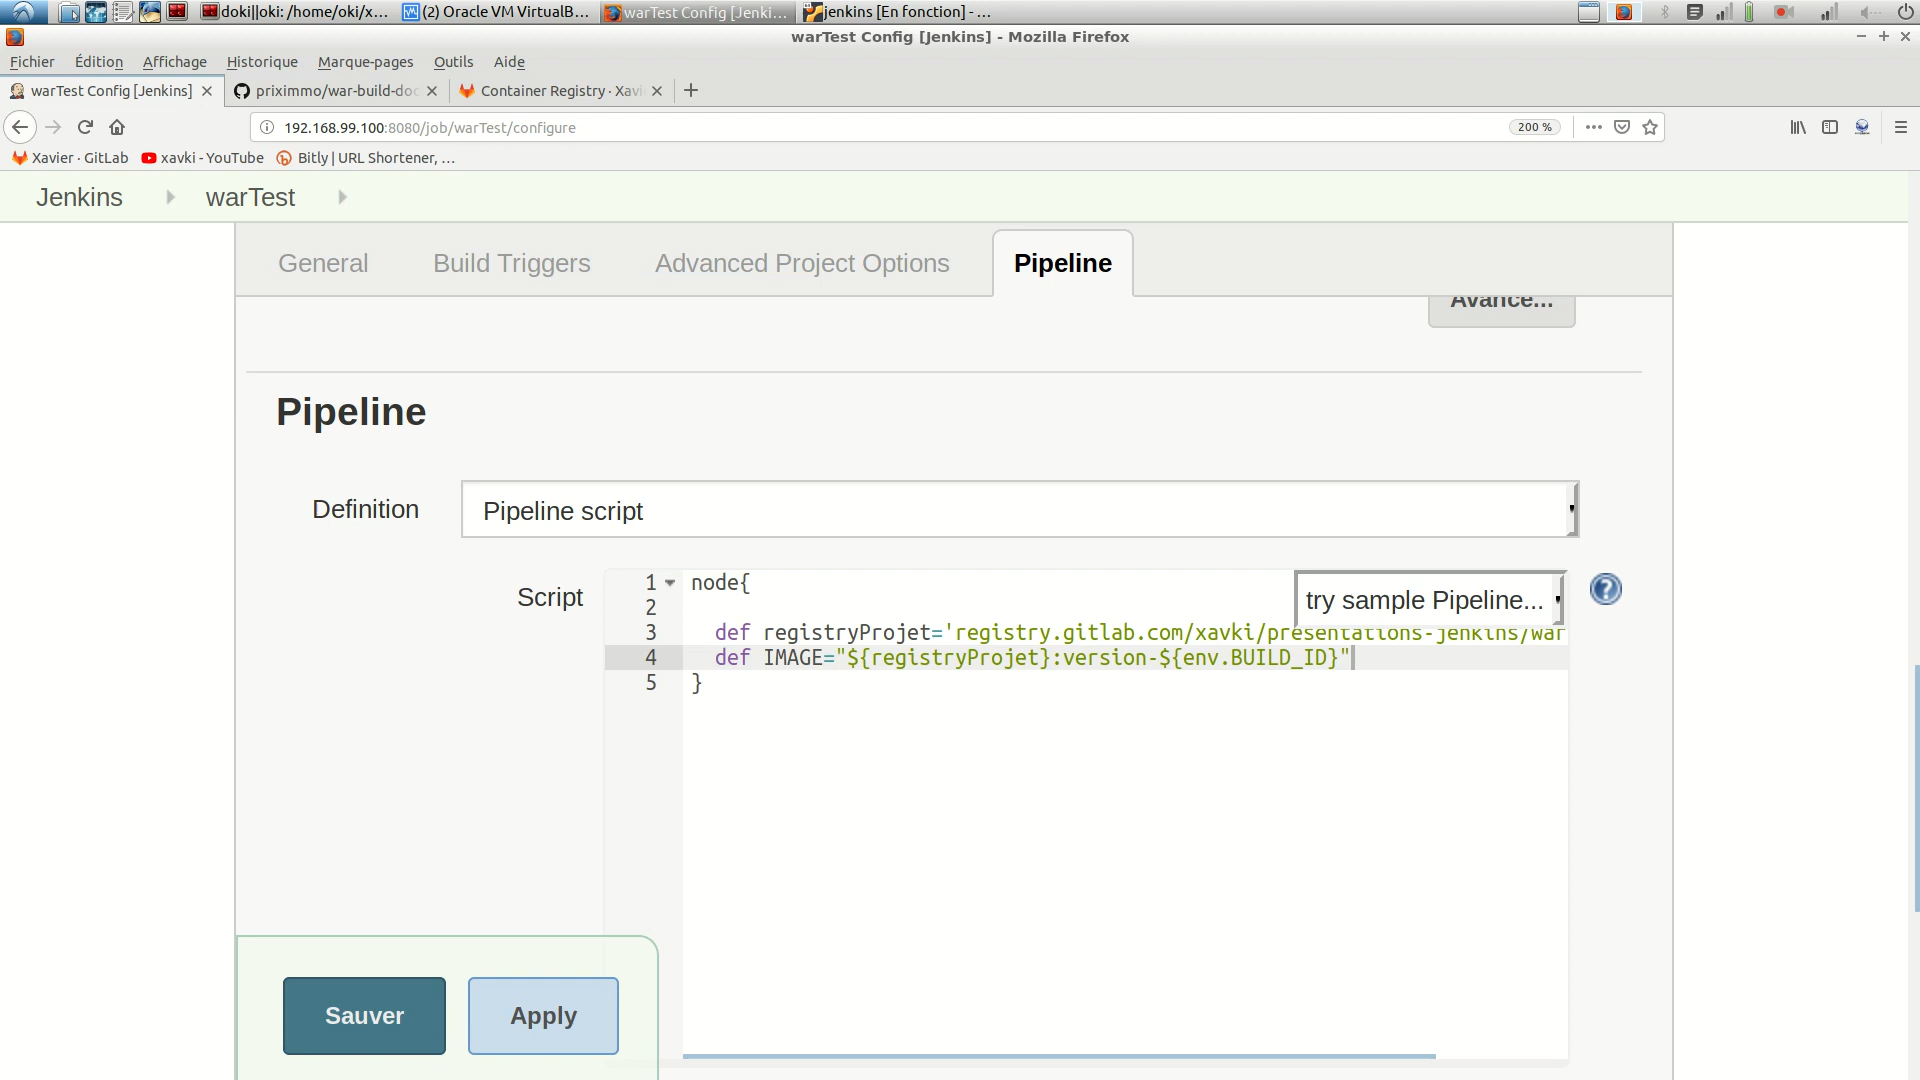 doki||oki: /home/oki/x...
(2) Oracle VM VirtualB...
warTest Config [Jenki...
jenkins [En fonction] - ...
warTest Config [Jenkins] - Mozilla Firefox
Fichier Édition Affichage Historique Marque-pages Outils Aide
warTest Config [Jenkins]
priximmo/war-build-doc
Container Registry · Xavi
192.168.99.100:8080/job/warTest/configure
200 %
Xavier · GitLab
xavki - YouTube
Bitly | URL Shortener, ...
Jenkins
warTest
General
Build Triggers
Advanced Project Options
Pipeline
Avancé...
Pipeline
Definition
Pipeline script
Script
try sample Pipeline...
1 node{
2
3 def registryProjet='registry.gitlab.com/xavki/presentations-jenkins/war
4 def IMAGE="${registryProjet}:version-${env.BUILD_ID}"
5 }
Sauver
Apply